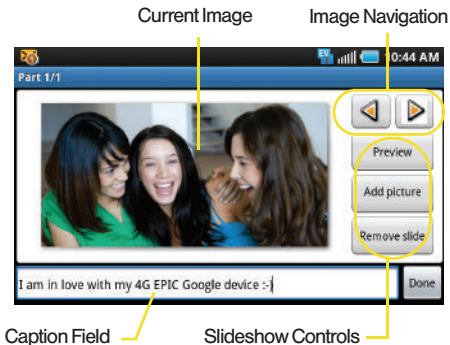 Current Image
Image Navigation
EV
10:44 AM
Part 1/1
Preview
Add picture
Remove slide
I am in love with my 4G EPIC Google device :-)
Done
Caption Field
Slideshow Controls